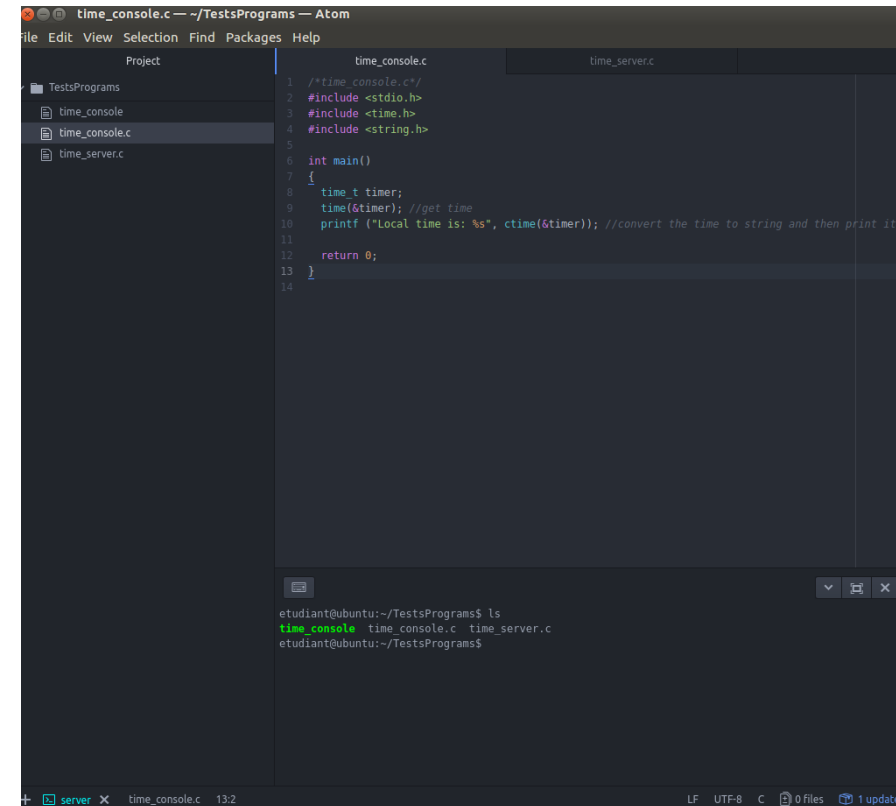 time_console.c — ~/TestsPrograms — Atom
File Edit View Selection Find Packages Help
Project
TestsPrograms
time_console
time_console.c
time_server.c
time_console.c time_server.c
1 /*time_console.c*/
2 #include <stdio.h>
3 #include <time.h>
4 #include <string.h>
5
6 int main()
7 {
8 time_t timer;
9 time(&timer); //get time
10 printf ("Local time is: %s", ctime(&timer)); //convert the time to string and then print it
11
12 return 0;
13 }
14
etudiant@ubuntu:~/TestsPrograms$ ls
time_console time_console.c time_server.c
etudiant@ubuntu:~/TestsPrograms$
server time_console.c 13:2 LF UTF-8 C 0 files 1 updat